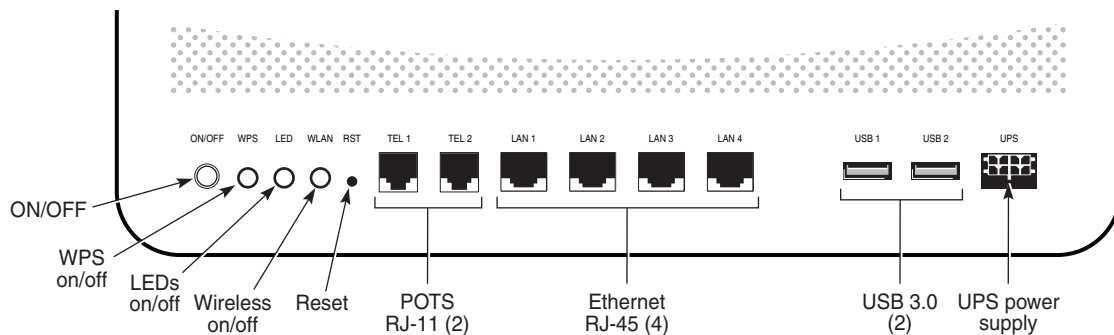 ON/OFF WPS LED WLAN RST TEL 1 TEL 2 LAN 1 LAN 2 LAN 3 LAN 4 USB 1 USB 2 UPS
ON/OFF
WPS
on/off
LEDs
on/off
Wireless
on/off
Reset
POTS
RJ-11 (2)
Ethernet
RJ-45 (4)
USB 3.0
(2)
UPS power
supply